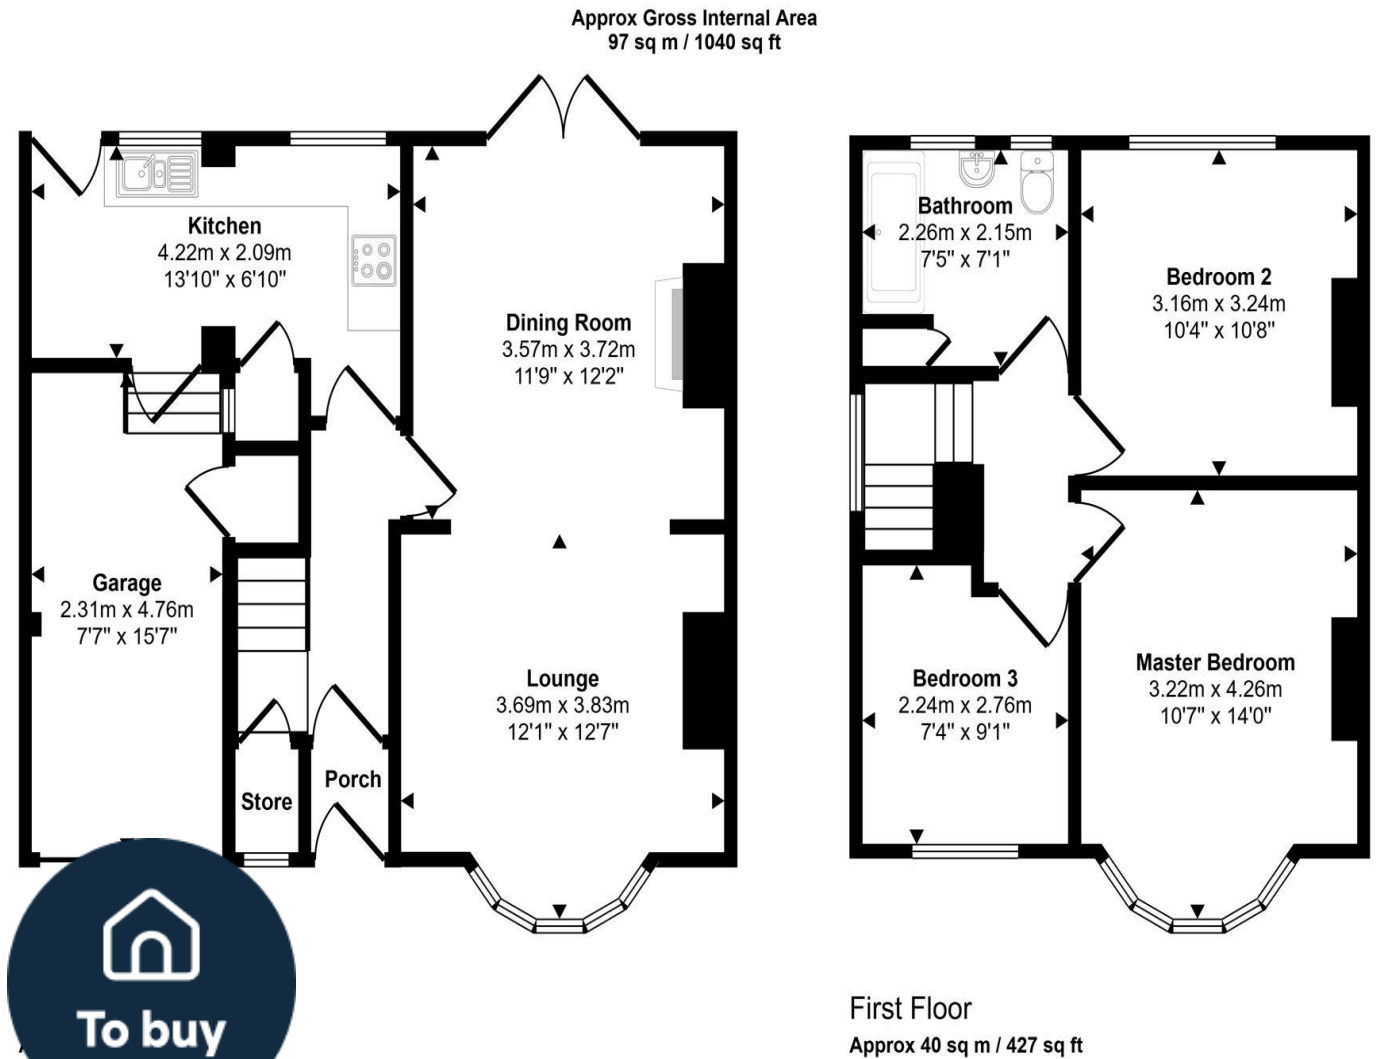 Approx Gross Internal Area
97 sq m / 1040 sq ft
Kitchen
4.22m x 2.09m
13'10" x 6'10"
Dining Room
3.57m x 3.72m
11'9" x 12'2"
Garage
2.31m x 4.76m
7'7" x 15'7"
Lounge
3.69m x 3.83m
12'1" x 12'7"
Porch
Store
Bathroom
2.26m x 2.15m
7'5" x 7'1"
Bedroom 2
3.16m x 3.24m
10'4" x 10'8"
Bedroom 3
2.24m x 2.76m
7'4" x 9'1"
Master Bedroom
3.22m x 4.26m
10'7" x 14'0"
To buy
First Floor
Approx 40 sq m / 427 sq ft